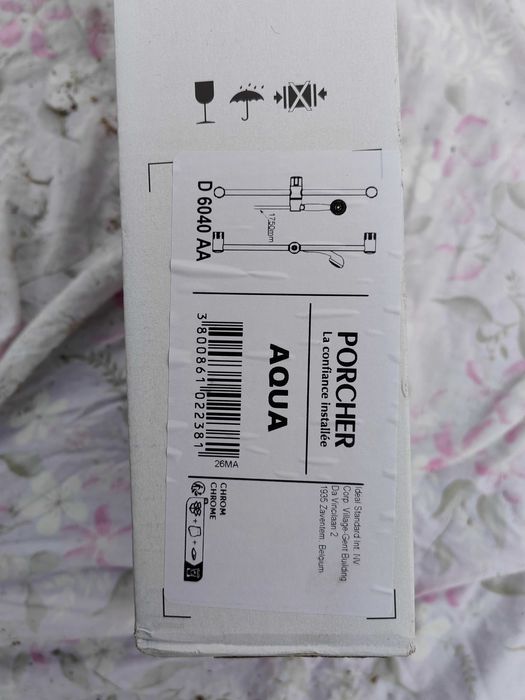 D 6040 AA
1750mm
PORCHER
La confiance installée
AQUA
3 800861 022381
26MA
Ideal Standard Int. NV
Corp. Village-Gent Building
Da Vincilaan 2
1935 Zaventem, Belgium
CHROM
CHROME